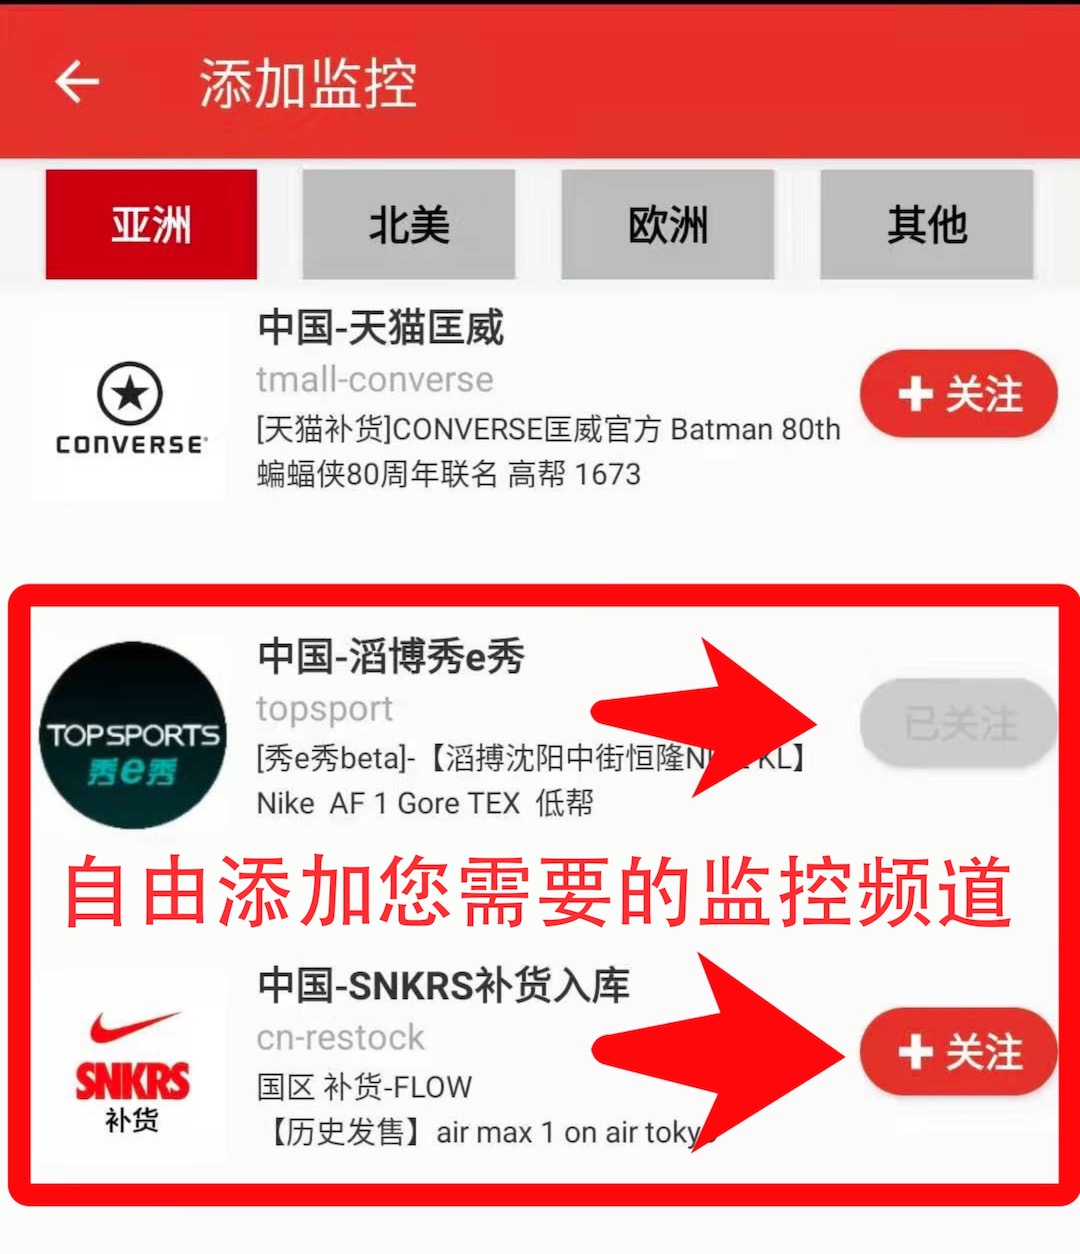 添加监控
亚洲 北美 欧洲 其他
中国-天猫匡威
tmall-converse
[天猫补货]CONVERSE匡威官方 Batman 80th
蝙蝠侠80周年联名 高帮 1673
CONVERSE
+ 关注
中国-滔博秀e秀
topsport
[秀e秀beta]-【滔搏沈阳中街恒隆 KL】
Nike AF 1 Gore TEX 低帮
TOPSPORTS
秀e秀
已关注
自由添加您需要的监控频道
中国-SNKRS补货入库
cn-restock
国区 补货-FLOW
【历史发售】air max 1 on air tokyo
SNKRS
补货
+ 关注